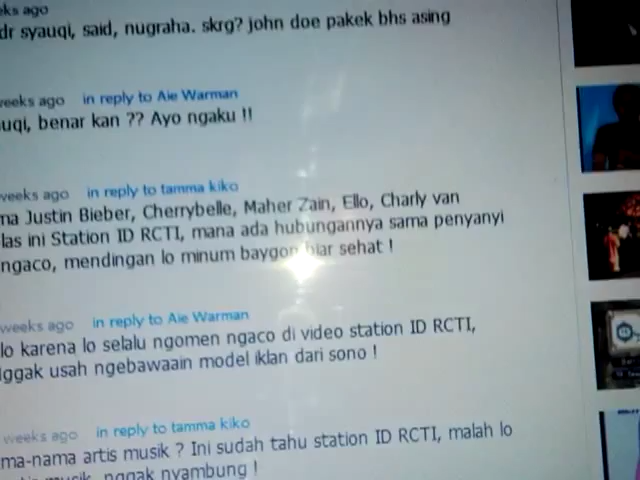 eks ago
dr syauqi, said, nugraha. skrg? john doe pakek bhs asing
weeks ago in reply to Aie Warman
uqi, benar kan ?? Ayo ngaku !!
weeks ago in reply to tamma kiko
ma Justin Bieber, Cherrybelle, Maher Zain, Ello, Charly van
las ini Station ID RCTI, mana ada hubungannya sama penyanyi
ngaco, mendingan lo minum baygon biar sehat !
weeks ago in reply to Aie Warman
lo karena lo selalu ngomen ngaco di video station ID RCTI,
nggak usah ngebawaain model iklan dari sono !
weeks ago in reply to tamma kiko
ma-nama artis musik ? Ini sudah tahu station ID RCTI, malah lo
musik, nggak nyambung !